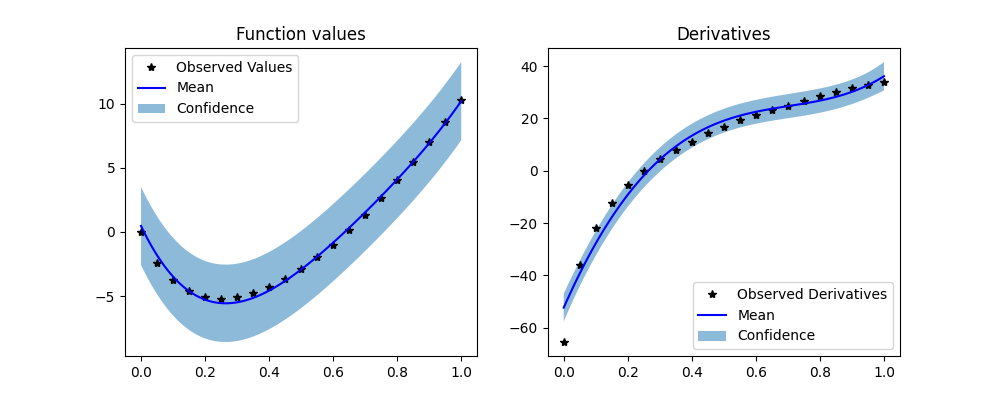 Function values
Observed Values
Mean
Confidence
10
5
0
−5
0.0 0.2 0.4 0.6 0.8 1.0
Derivatives
40
20
0
−20
−40
−60
Observed Derivatives
Mean
Confidence
0.0 0.2 0.4 0.6 0.8 1.0